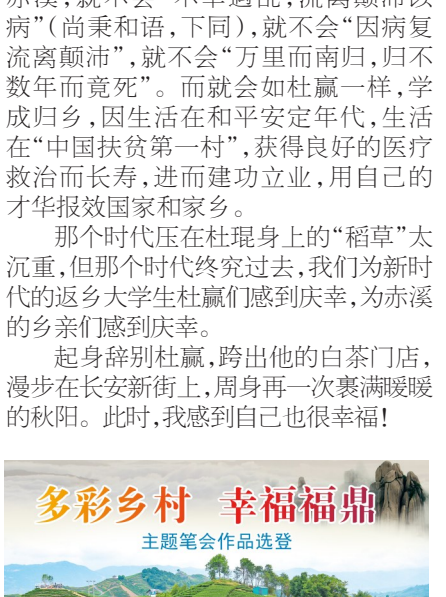 病”(尚秉和语,下同),就不会“因病复
流离颠沛”,就不会“万里而南归,归不
数年而竟死”。而就会如杜赢一样,学
成归乡,因生活在和平安定年代,生活
在“中国扶贫第一村”,获得良好的医疗
救治而长寿,进而建功立业,用自己的
才华报效国家和家乡。
那个时代压在杜琨身上的“稻草”太
沉重,但那个时代终究过去,我们为新时
代的返乡大学生杜赢们感到庆幸,为赤溪
的乡亲们感到庆幸。
起身辞别杜赢,跨出他的白茶门店,
漫步在长安新街上,周身再一次裹满暖暖
的秋阳。此时,我感到自己也很幸福!
多彩乡村 幸福福鼎
主题笔会作品选登